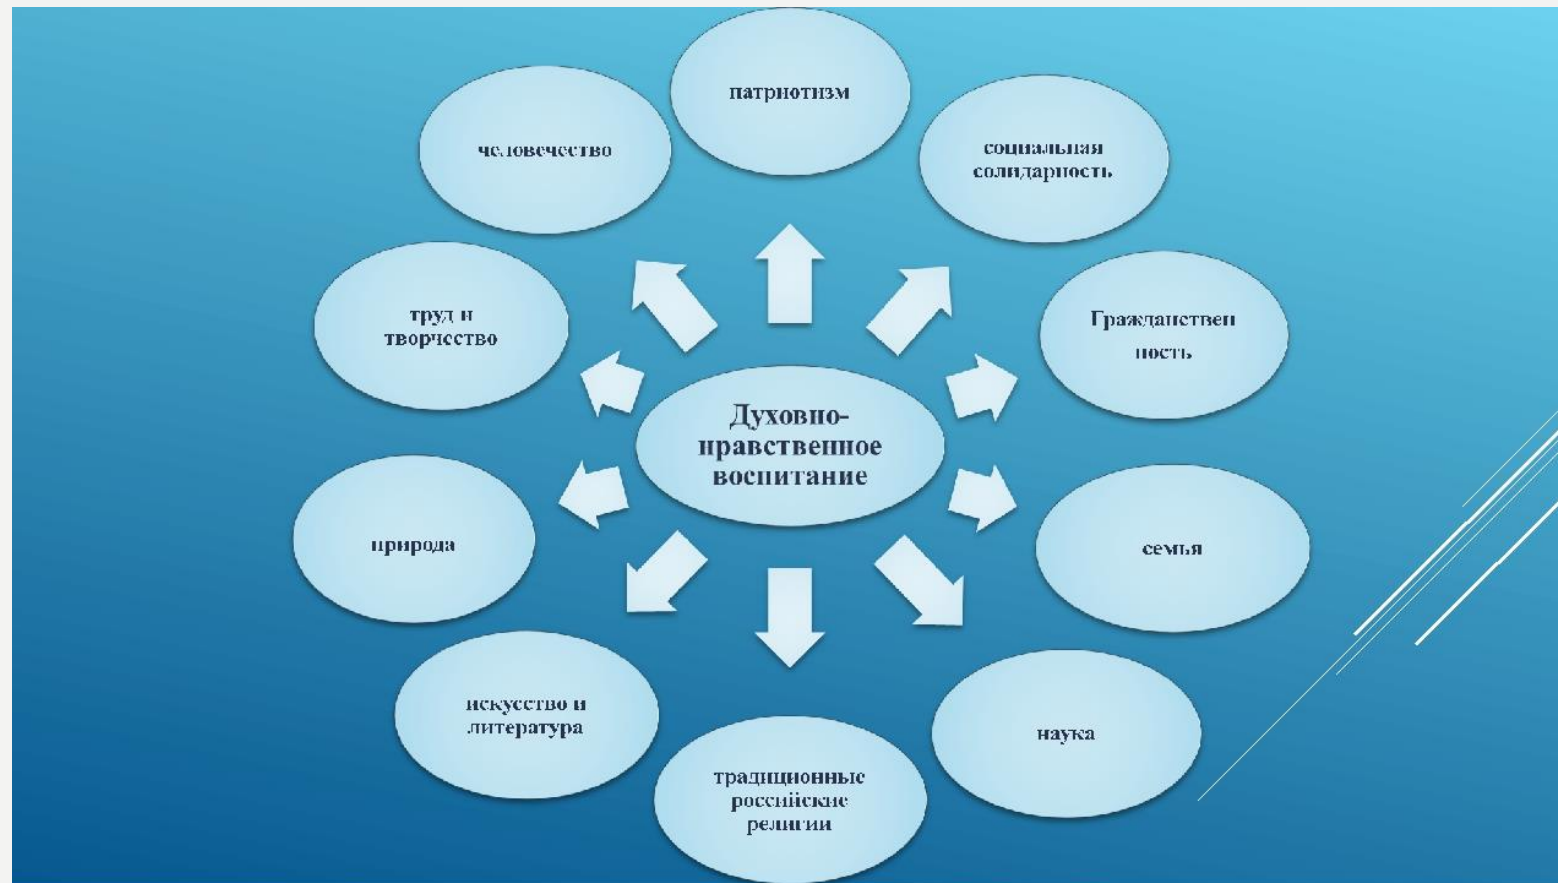 патриотизм
человечество
социальная
солидарность
труд и
творчество
Гражданствен
ность
Духовно-
нравственное
воспитание
природа
семья
искусство и
литература
наука
традиционные
российские
религии